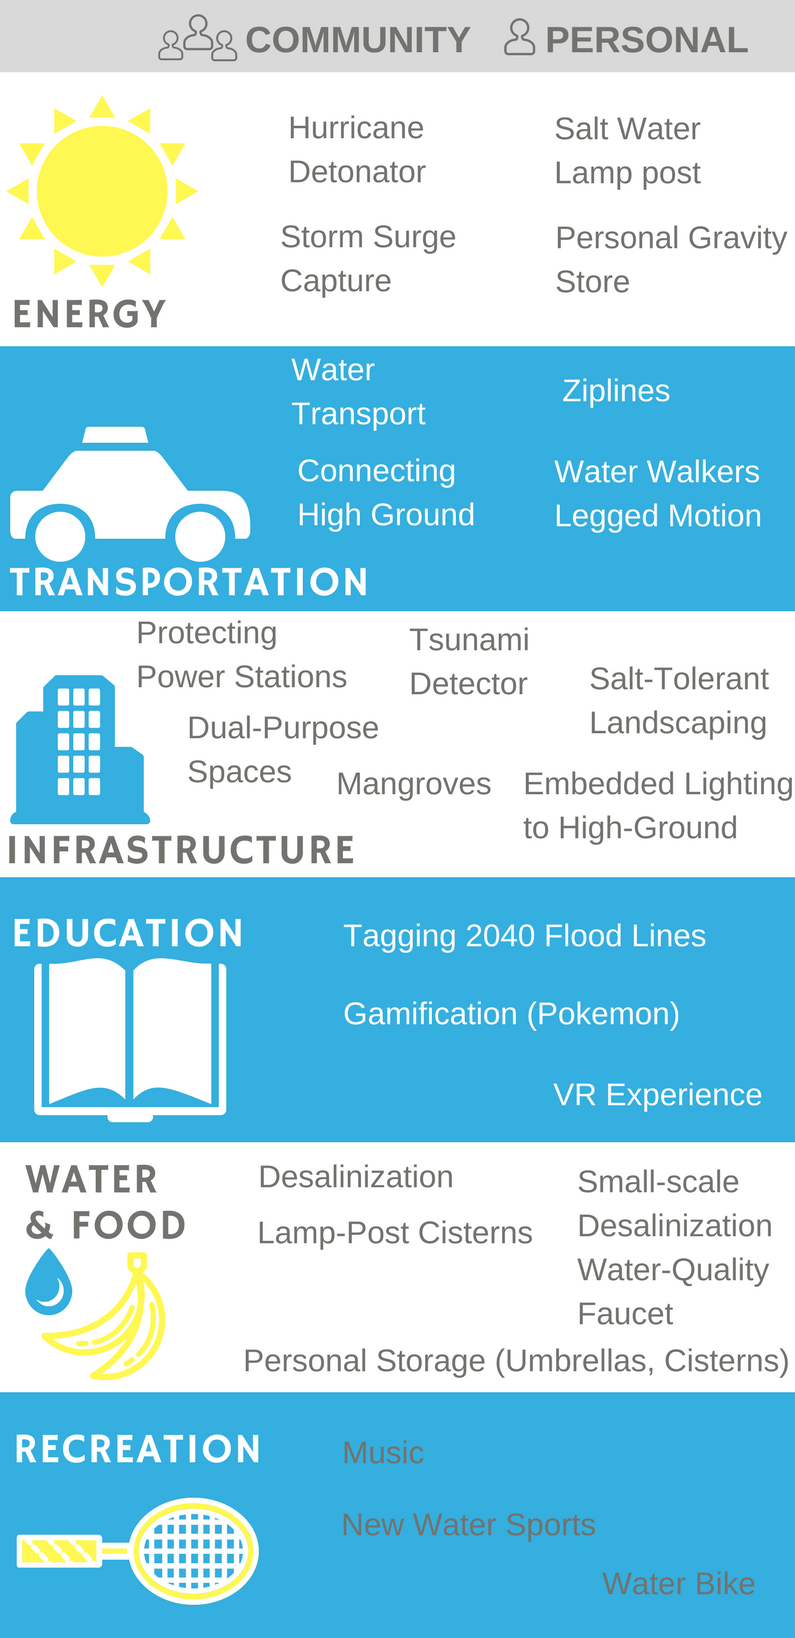 COMMUNITY PERSONAL
Hurricane
Detonator
Salt Water
Lamp post
Storm Surge
Capture
Personal Gravity
Store
ENERGY
Water
Transport
Ziplines
Connecting
High Ground
Water Walkers
Legged Motion
TRANSPORTATION
Protecting
Power Stations
Tsunami
Detector
Salt-Tolerant
Landscaping
Dual-Purpose
Spaces
Mangroves
Embedded Lighting
to High-Ground
INFRASTRUCTURE
EDUCATION
Tagging 2040 Flood Lines
Gamification (Pokemon)
VR Experience
WATER
& FOOD
Desalinization
Lamp-Post Cisterns
Small-scale
Desalinization
Water-Quality
Faucet
Personal Storage (Umbrellas, Cisterns)
RECREATION
Music
New Water Sports
Water Bike